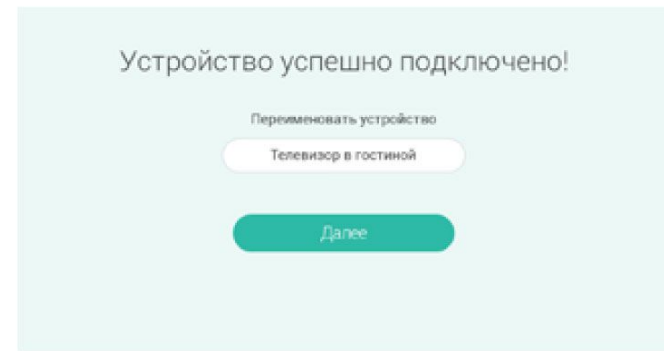 Устройство успешно подключено!
Переименовать устройство
Телевизор в гостиной
Далее